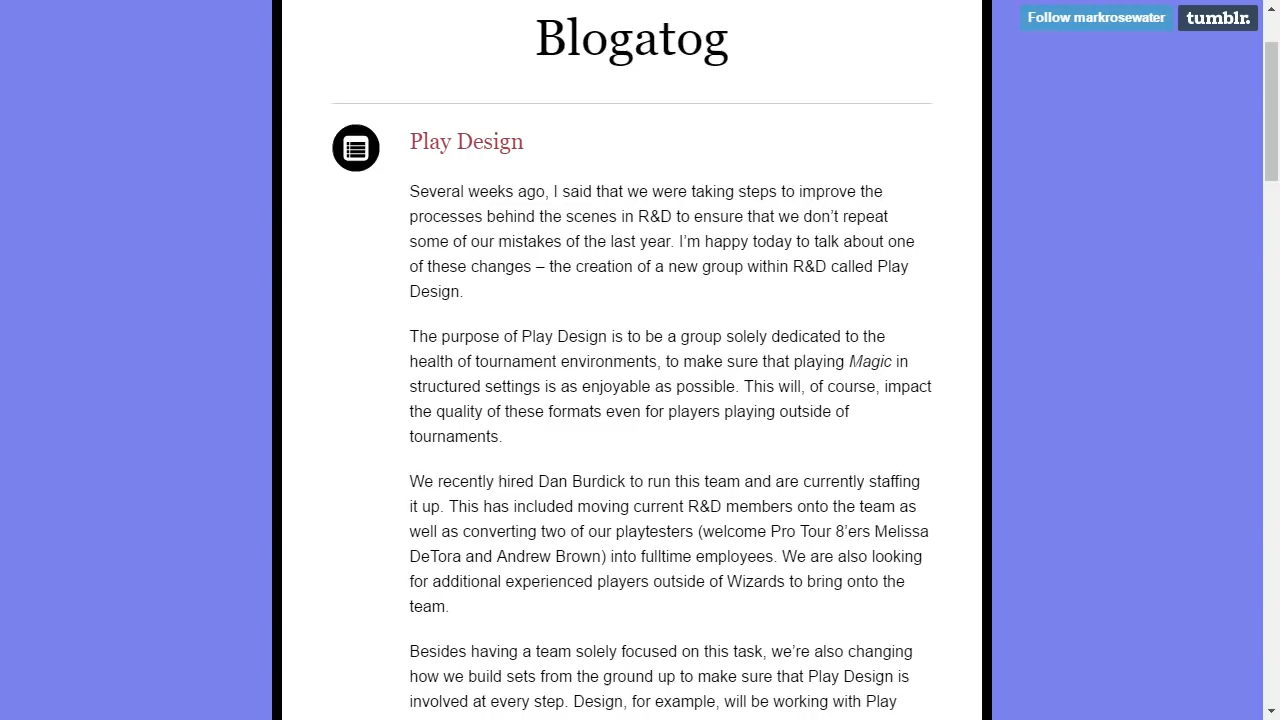 Follow markrosewater
tumblr.
Blogatog
Play Design
Several weeks ago, I said that we were taking steps to improve the
processes behind the scenes in R&D to ensure that we don’t repeat
some of our mistakes of the last year. I’m happy today to talk about one
of these changes – the creation of a new group within R&D called Play
Design.
The purpose of Play Design is to be a group solely dedicated to the
health of tournament environments, to make sure that playing Magic in
structured settings is as enjoyable as possible. This will, of course, impact
the quality of these formats even for players playing outside of
tournaments.
We recently hired Dan Burdick to run this team and are currently staffing
it up. This has included moving current R&D members onto the team as
well as converting two of our playtesters (welcome Pro Tour 8’ers Melissa
DeTora and Andrew Brown) into fulltime employees. We are also looking
for additional experienced players outside of Wizards to bring onto the
team.
Besides having a team solely focused on this task, we’re also changing
how we build sets from the ground up to make sure that Play Design is
involved at every step. Design, for example, will be working with Play